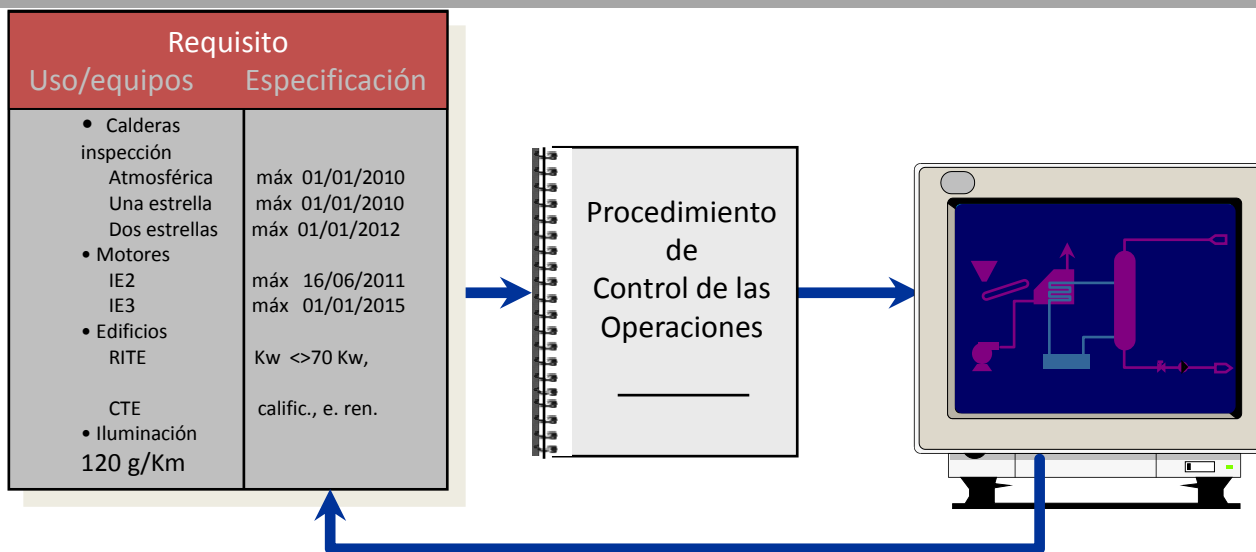 Requisito
Uso/equipos Especificación
• Calderas
inspección
Atmosférica máx 01/01/2010
Una estrella máx 01/01/2010
Dos estrellas máx 01/01/2012
• Motores
IE2 máx 16/06/2011
IE3 máx 01/01/2015
• Edificios
RITE Kw <>70 Kw,
CTE calific., e. ren.
• Iluminación
120 g/Km
Procedimiento
de
Control de las
Operaciones